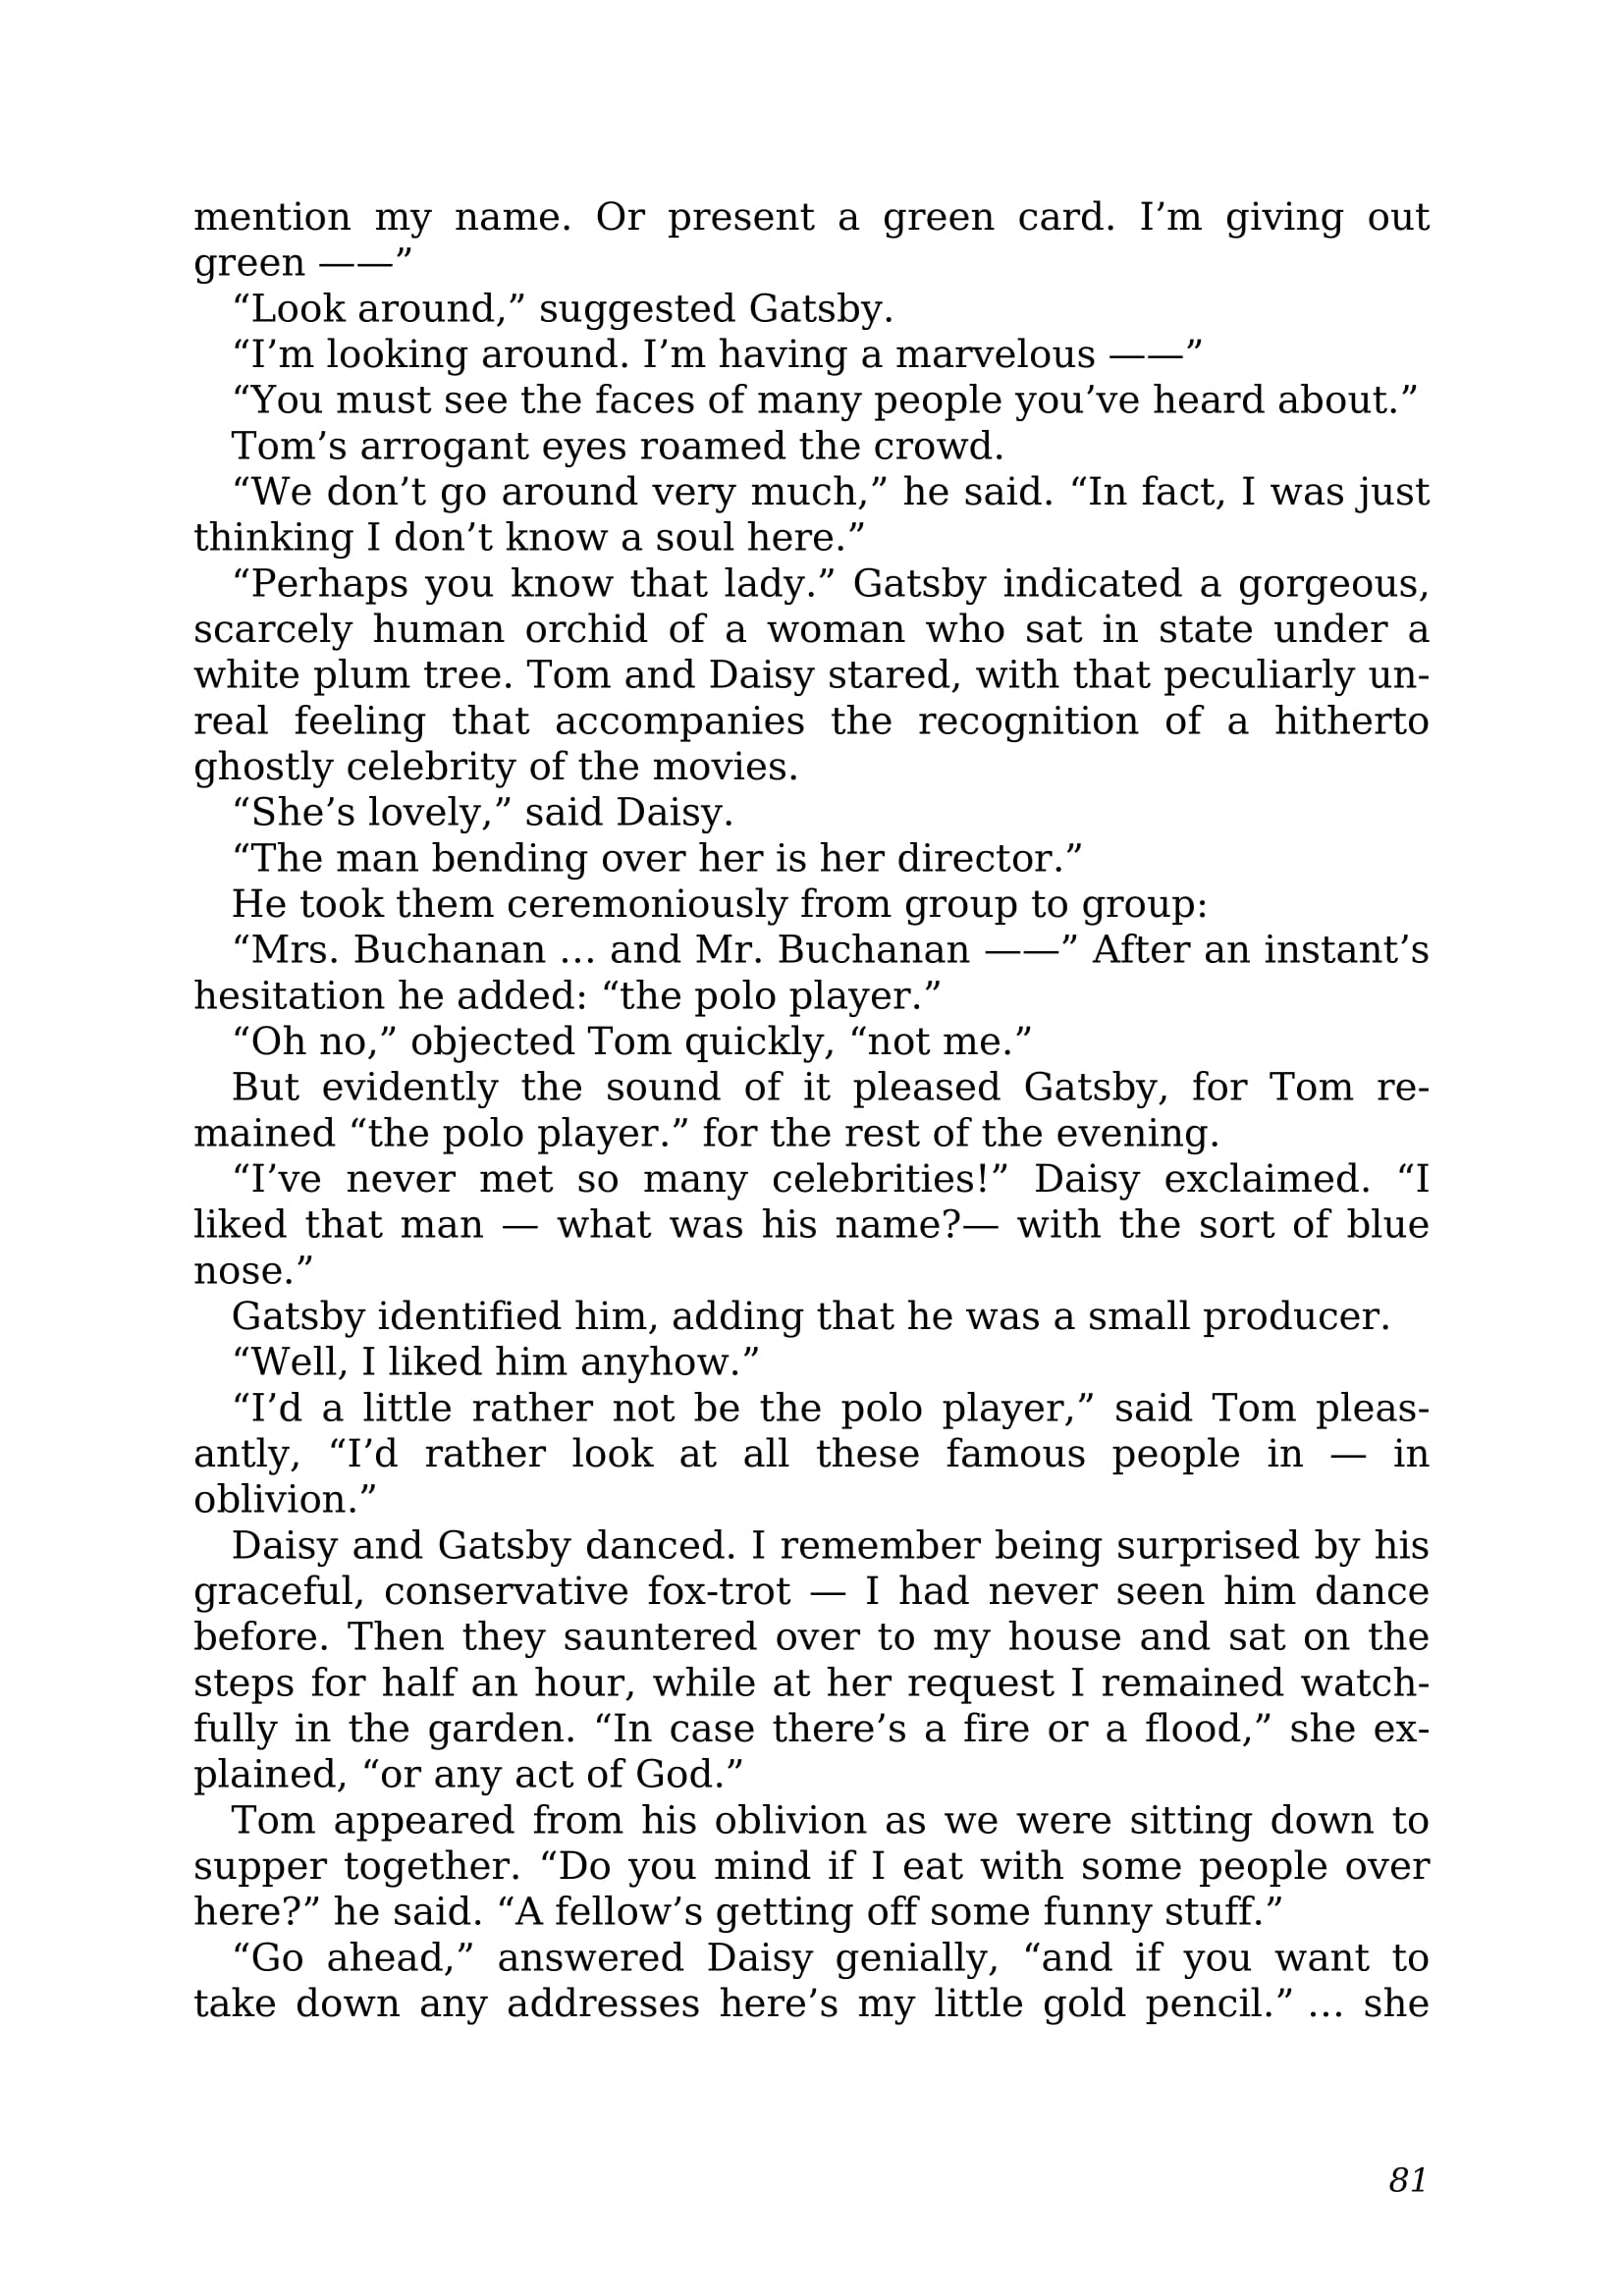 mention my name. Or present a green card. I’m giving out
green ——”
“Look around,” suggested Gatsby.
“I’m looking around. I’m having a marvelous ——”
“You must see the faces of many people you’ve heard about.”
Tom’s arrogant eyes roamed the crowd.
“We don’t go around very much,” he said. “In fact, I was just
thinking I don’t know a soul here.”
“Perhaps you know that lady.” Gatsby indicated a gorgeous,
scarcely human orchid of a woman who sat in state under a
white plum tree. Tom and Daisy stared, with that peculiarly un-
real feeling that accompanies the recognition of a hitherto
ghostly celebrity of the movies.
“She’s lovely,” said Daisy.
“The man bending over her is her director.”
He took them ceremoniously from group to group:
“Mrs. Buchanan … and Mr. Buchanan ——” After an instant’s
hesitation he added: “the polo player.”
“Oh no,” objected Tom quickly, “not me.”
But evidently the sound of it pleased Gatsby, for Tom re-
mained “the polo player.” for the rest of the evening.
“I’ve never met so many celebrities!” Daisy exclaimed. “I
liked that man — what was his name?— with the sort of blue
nose.”
Gatsby identified him, adding that he was a small producer.
“Well, I liked him anyhow.”
“I’d a little rather not be the polo player,” said Tom pleas-
antly, “I’d rather look at all these famous people in — in
oblivion.”
Daisy and Gatsby danced. I remember being surprised by his
graceful, conservative fox-trot — I had never seen him dance
before. Then they sauntered over to my house and sat on the
steps for half an hour, while at her request I remained watch-
fully in the garden. “In case there’s a fire or a flood,” she ex-
plained, “or any act of God.”
Tom appeared from his oblivion as we were sitting down to
supper together. “Do you mind if I eat with some people over
here?” he said. “A fellow’s getting off some funny stuff.”
“Go ahead,” answered Daisy genially, “and if you want to
take down any addresses here’s my little gold pencil.” … she
81